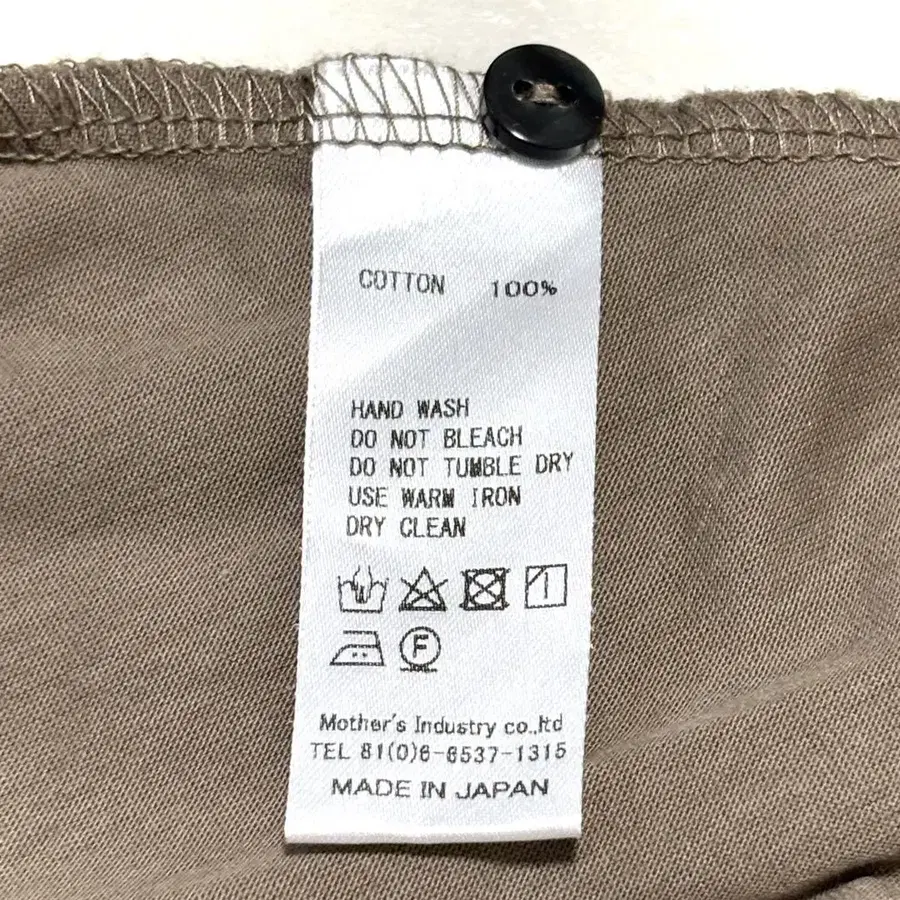 COTTON 100%
HAND WASH
DO NOT BLEACH
DO NOT TUMBLE DRY
USE WARM IRON
DRY CLEAN
F
Mother's Industry co.,ltd
TEL 81(0)6-6537-1315
MADE IN JAPAN